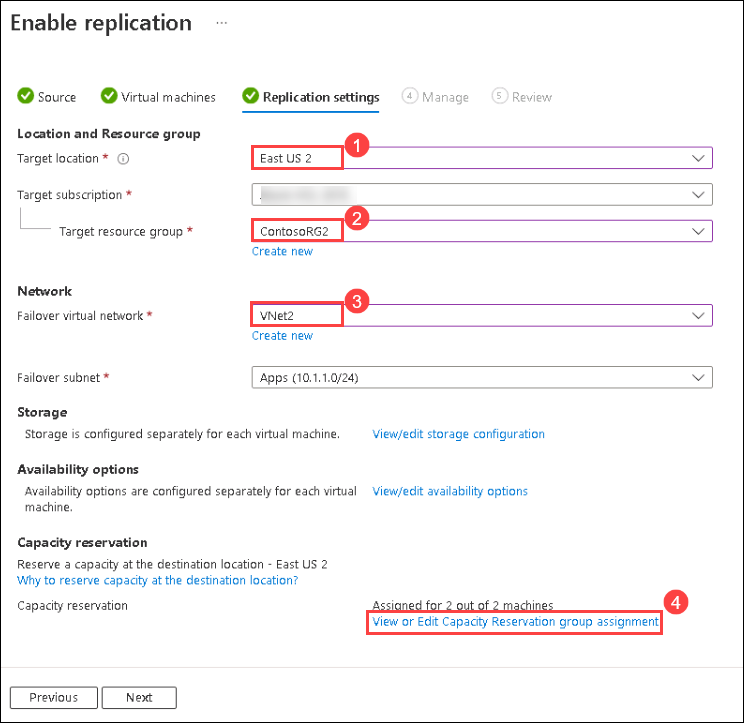 Enable replication ...
Source Virtual machines Replication settings 4 Manage 5 Review
Location and Resource group
1
Target location * East US 2
Target subscription *
2
Target resource group * ContosoRG2
Create new
Network
3
Failover virtual network * VNet2
Create new
Failover subnet * Apps (10.1.1.0/24)
Storage
Storage is configured separately for each virtual machine. View/edit storage configuration
Availability options
Availability options are configured separately for each virtual View/edit availability options
machine.
Capacity reservation
Reserve a capacity at the destination location - East US 2
Why to reserve capacity at the destination location?
Capacity reservation Assigned for 2 out of 2 machines 4
View or Edit Capacity Reservation group assignment
Previous Next